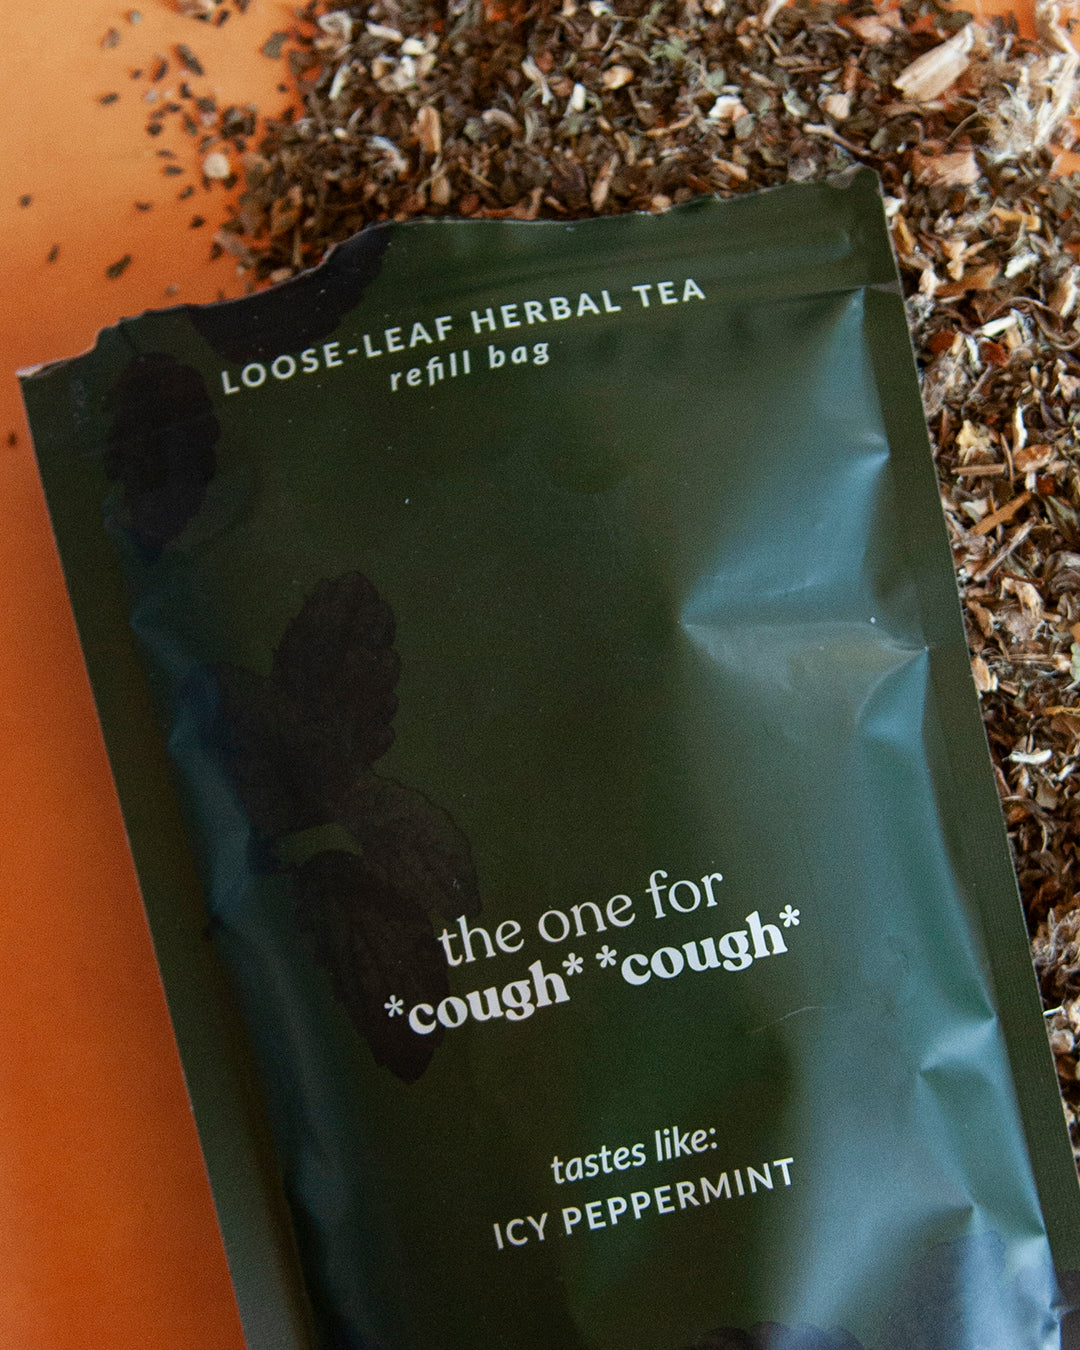 LOOSE-LEAF HERBAL TEA
refill bag
the one for
*cough* *cough*
tastes like:
ICY PEPPERMINT